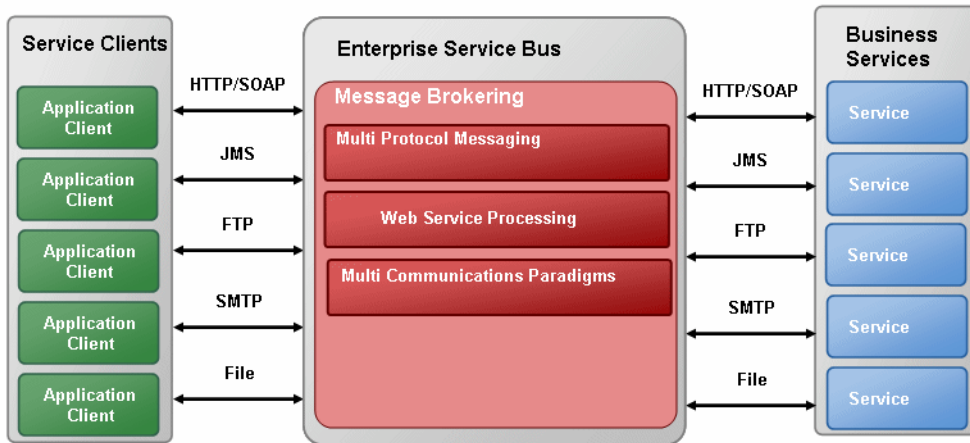 Service Clients
Application
Client
Application
Client
Application
Client
Application
Client
Application
Client
HTTP/SOAP
JMS
FTP
SMTP
File
Enterprise Service Bus
Message Brokering
Multi Protocol Messaging
Web Service Processing
Multi Communications Paradigms
HTTP/SOAP
JMS
FTP
SMTP
File
Business
Services
Service
Service
Service
Service
Service